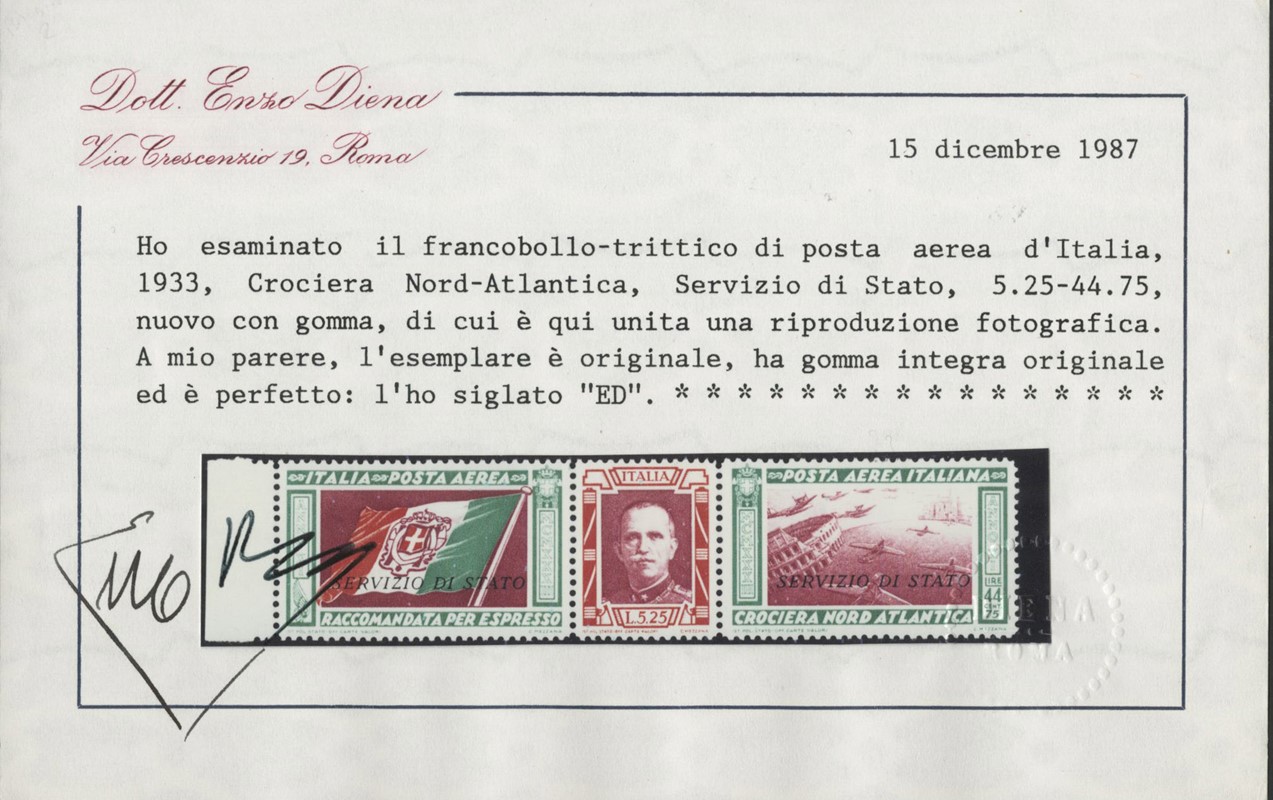 Dott. Enzo Diena
Via Crescenzio 19, Roma
15 dicembre 1987
Ho esaminato il francobollo-trittico di posta aerea d'Italia,
1933, Crociera Nord-Atlantica, Servizio di Stato, 5.25-44.75,
nuovo con gomma, di cui è qui unita una riproduzione fotografica.
A mio parere, l'esemplare è originale, ha gomma integra originale
ed è perfetto: l'ho siglato "ED". * * * * * * * * * * * * * * * *
ITALIA POSTA AEREA
SERVIZIO DI STATO
RACCOMANDATA PER ESPRESSO
ITALIA
L.5.25
POSTA AEREA ITALIANA
SERVIZIO DI STATO
LIRE
44
CENT
75
CROCIERA NORD ATLANTICA